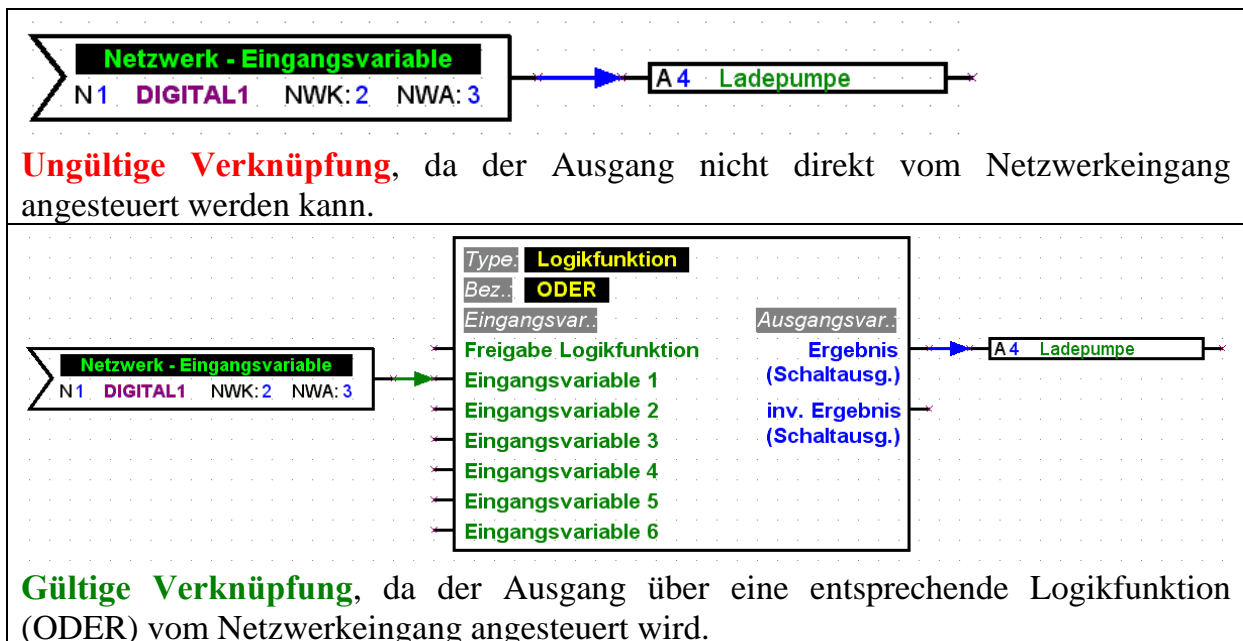 Netzwerk - Eingangsvariable
N1 DIGITAL1 NWK: 2 NWA: 3
A 4 Ladepumpe
Ungültige Verknüpfung, da der Ausgang nicht direkt vom Netzwerkeingang
angesteuert werden kann.
Type: Logikfunktion
Bez.: ODER
Eingangsvar.: Ausgangsvar.:
Freigabe Logikfunktion
Ergebnis
(Schaltausg.)
A 4 Ladepumpe
Netzwerk - Eingangsvariable
N1 DIGITAL1 NWK: 2 NWA: 3
Eingangsvariable 1
Eingangsvariable 2
inv. Ergebnis
(Schaltausg.)
Eingangsvariable 3
Eingangsvariable 4
Eingangsvariable 5
Eingangsvariable 6
Gültige Verknüpfung, da der Ausgang über eine entsprechende Logikfunktion
(ODER) vom Netzwerkeingang angesteuert wird.